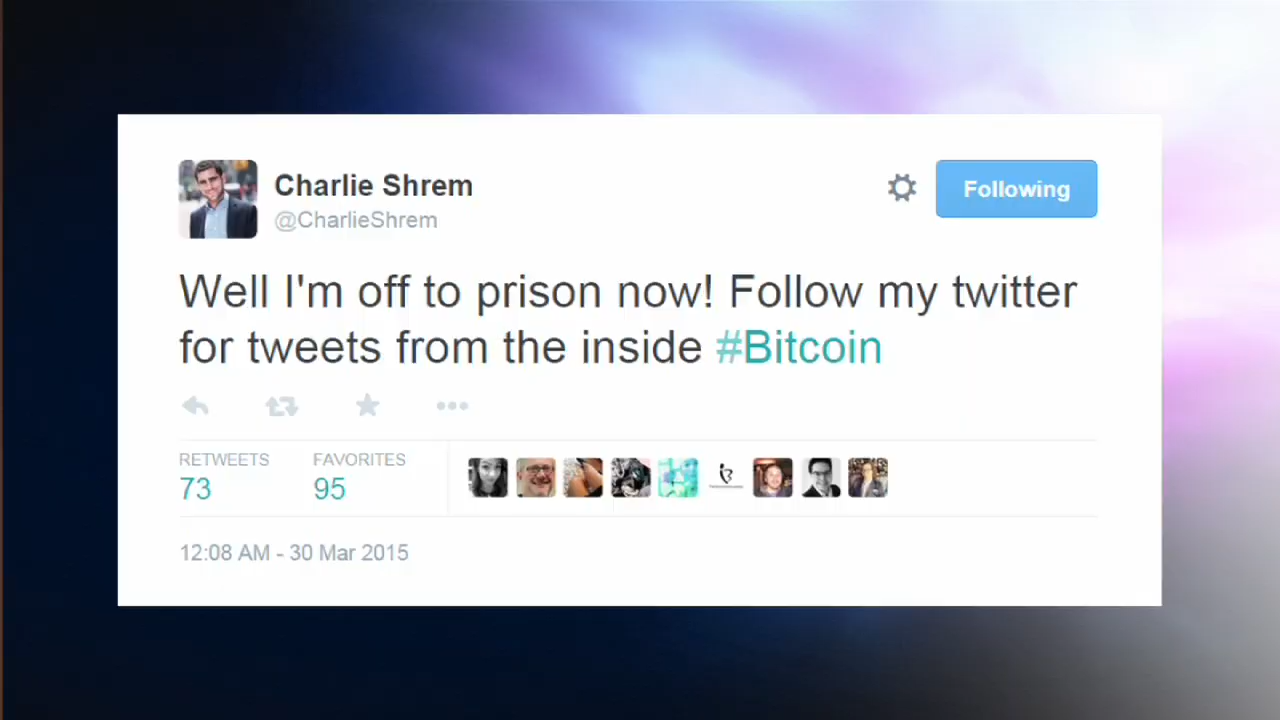 Charlie Shrem
@CharlieShrem
Following
Well I'm off to prison now! Follow my twitter
for tweets from the inside #Bitcoin
RETWEETS
FAVORITES
73
95
12:08 AM - 30 Mar 2015